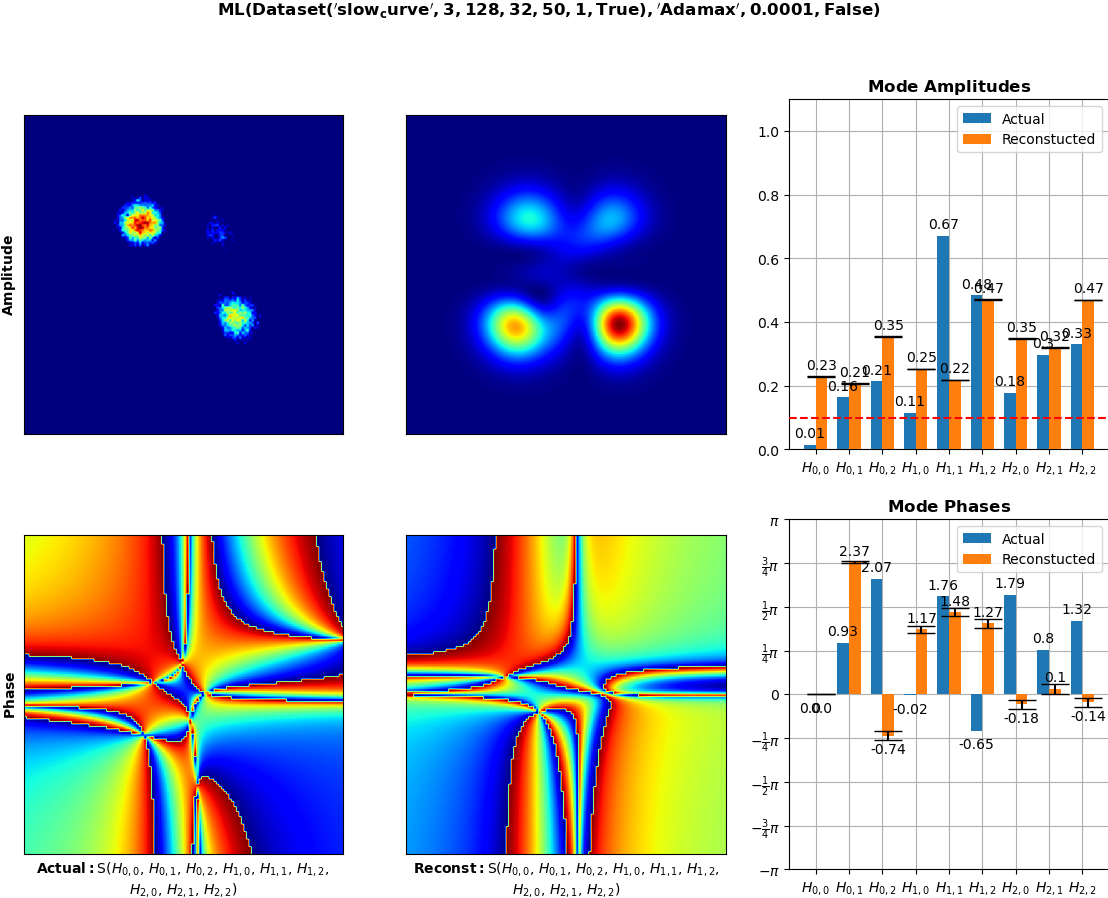 ML(Dataset(′slow_curve′, 3, 128, 32, 50, 1, True), ′Adamax′, 0.0001, False)
Amplitude
Mode Amplitudes
Actual
Reconstucted
1.0
0.8
0.6
0.4
0.2
0.0
0.01 0.23 0.16 0.21 0.21 0.35 0.11 0.25 0.67 0.22 0.48 0.47 0.18 0.35 0.3 0.32 0.33 0.47
H0,0 H0,1 H0,2 H1,0 H1,1 H1,2 H2,0 H2,1 H2,2
Phase
Actual: S(H0,0, H0,1, H0,2, H1,0, H1,1, H1,2,
H2,0, H2,1, H2,2)
Reconst: S(H0,0, H0,1, H0,2, H1,0, H1,1, H1,2,
H2,0, H2,1, H2,2)
Mode Phases
Actual
Reconstucted
π
3/4π
1/2π
1/4π
0
−1/4π
−1/2π
−3/4π
−π
0.0 0.0 0.93 2.37 2.07 -0.74 -0.02 1.17 1.76 1.48 -0.65 1.27 1.79 -0.18 0.8 0.1 1.32 -0.14
H0,0 H0,1 H0,2 H1,0 H1,1 H1,2 H2,0 H2,1 H2,2